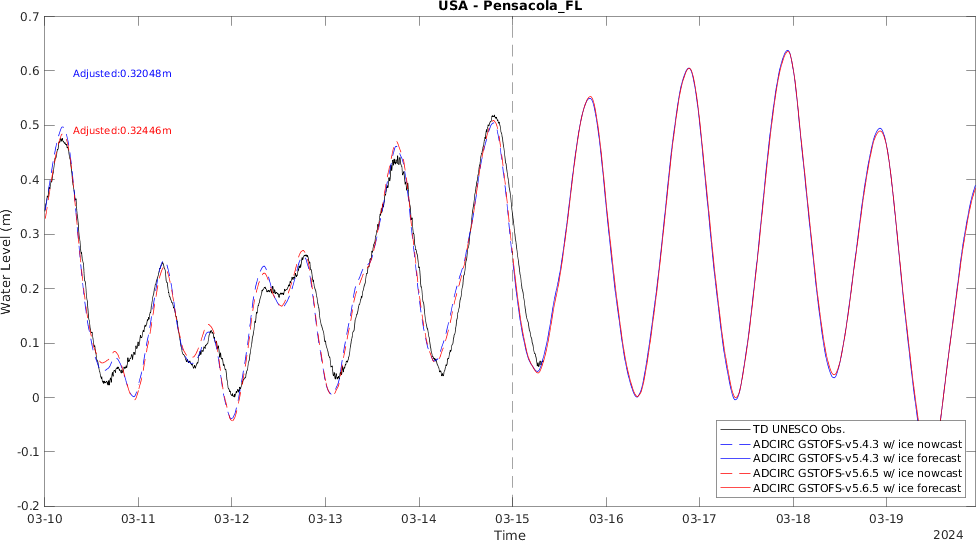 USA - Pensacola_FL
0.7
0.6
0.5
0.4
0.3
0.2
0.1
0
-0.1
-0.2
Water Level (m)
Adjusted:0.32048m
Adjusted:0.32446m
TD UNESCO Obs.
ADCIRC GSTOFS-v5.4.3 w/ ice nowcast
ADCIRC GSTOFS-v5.4.3 w/ ice forecast
ADCIRC GSTOFS-v5.6.5 w/ ice nowcast
ADCIRC GSTOFS-v5.6.5 w/ ice forecast
03-10 03-11 03-12 03-13 03-14 03-15 03-16 03-17 03-18 03-19
Time
2024